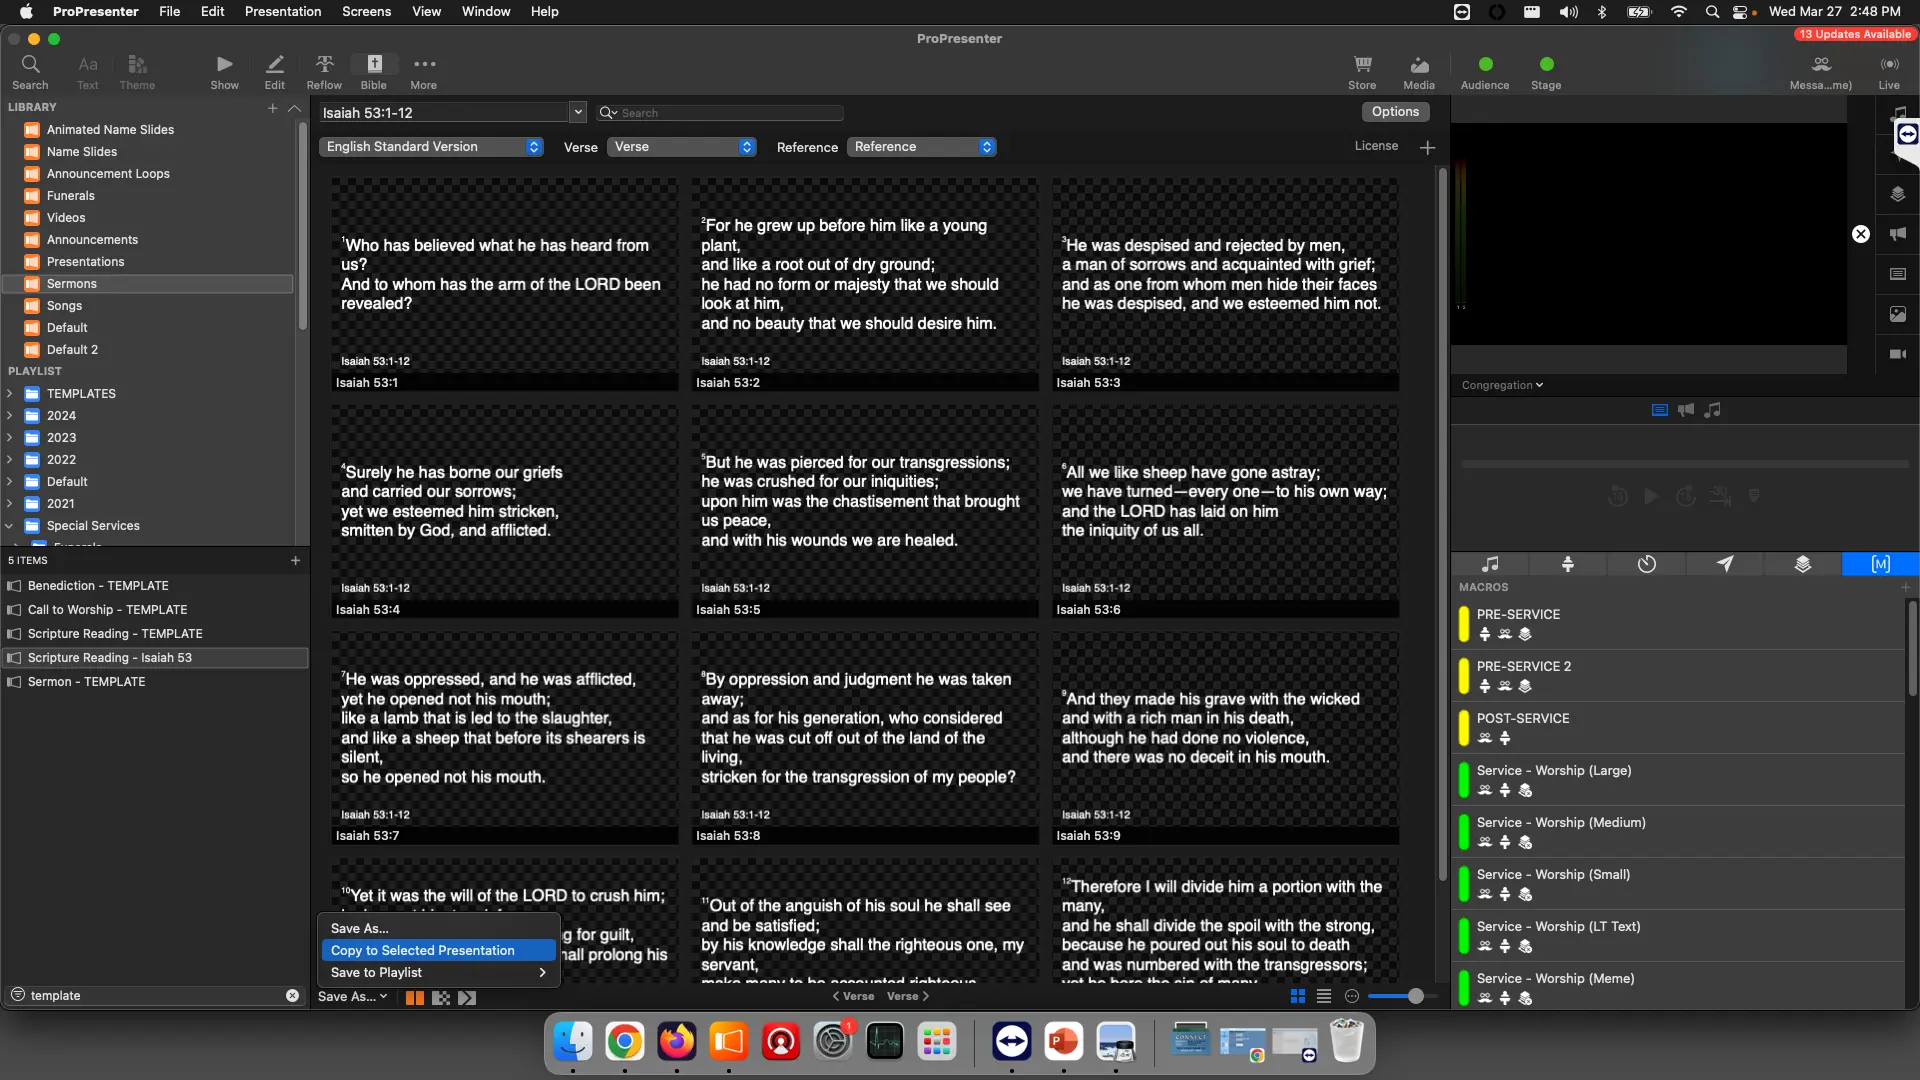 ProPresenter File Edit Presentation Screens View Window Help
Wed Mar 27 2:48 PM
ProPresenter
13 Updates Available
Search Text Theme Show Edit Reflow Bible More
Store Media Audience Stage Messa...me) Live
LIBRARY
Animated Name Slides
Name Slides
Announcement Loops
Funerals
Videos
Announcements
Presentations
Sermons
Songs
Default
Default 2
PLAYLIST
TEMPLATES
2024
2023
2022
Default
2021
Special Services
5 ITEMS
Benediction - TEMPLATE
Call to Worship - TEMPLATE
Scripture Reading - TEMPLATE
Scripture Reading - Isaiah 53
Sermon - TEMPLATE
template
Isaiah 53:1-12
Search
Options
English Standard Version
Verse Verse
Reference Reference
License
1Who has believed what he has heard from
us?
And to whom has the arm of the LORD been
revealed?
Isaiah 53:1-12
Isaiah 53:1
2For he grew up before him like a young
plant,
and like a root out of dry ground;
he had no form or majesty that we should
look at him,
and no beauty that we should desire him.
Isaiah 53:1-12
Isaiah 53:2
3He was despised and rejected by men,
a man of sorrows and acquainted with grief;
and as one from whom men hide their faces
he was despised, and we esteemed him not.
Isaiah 53:1-12
Isaiah 53:3
4Surely he has borne our griefs
and carried our sorrows;
yet we esteemed him stricken,
smitten by God, and afflicted.
Isaiah 53:1-12
Isaiah 53:4
5But he was pierced for our transgressions;
he was crushed for our iniquities;
upon him was the chastisement that brought
us peace,
and with his wounds we are healed.
Isaiah 53:1-12
Isaiah 53:5
6All we like sheep have gone astray;
we have turned—every one—to his own way;
and the LORD has laid on him
the iniquity of us all.
Isaiah 53:1-12
Isaiah 53:6
7He was oppressed, and he was afflicted,
yet he opened not his mouth;
like a lamb that is led to the slaughter,
and like a sheep that before its shearers is
silent,
so he opened not his mouth.
Isaiah 53:1-12
Isaiah 53:7
8By oppression and judgment he was taken
away;
and as for his generation, who considered
that he was cut off out of the land of the
living,
stricken for the transgression of my people?
Isaiah 53:1-12
Isaiah 53:8
9And they made his grave with the wicked
and with a rich man in his death,
although he had done no violence,
and there was no deceit in his mouth.
Isaiah 53:1-12
Isaiah 53:9
10Yet it was the will of the LORD to crush him;
g for guilt,
hall prolong his
11Out of the anguish of his soul he shall see
and be satisfied;
by his knowledge shall the righteous one, my
servant,
make many to be accounted righteous,
12Therefore I will divide him a portion with the
many,
and he shall divide the spoil with the strong,
because he poured out his soul to death
and was numbered with the transgressors;
yet he bore the sin of many,
Save As...
Copy to Selected Presentation
Save to Playlist
Save As...
Verse Verse
Congregation
MACROS
PRE-SERVICE
PRE-SERVICE 2
POST-SERVICE
Service - Worship (Large)
Service - Worship (Medium)
Service - Worship (Small)
Service - Worship (LT Text)
Service - Worship (Meme)
1
CONNECT